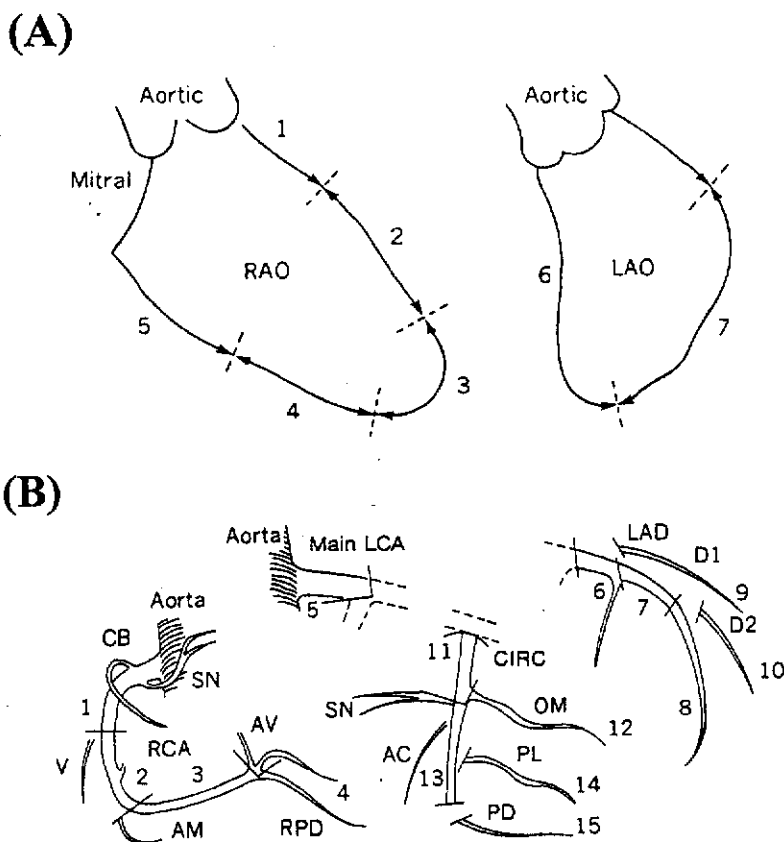 (A)
Aortic
Aortic
1
Mitral
2
RAO
6
LAO
5
7
3
4
(B)
Aorta
Main LCA
LAD
D1
5
6
7
9
Aorta
D2
CB
11
CIRC
10
SN
1
SN
OM
8
AV
12
RCA
AC
PL
V
2
3
13
14
4
PD
AM
RPD
15